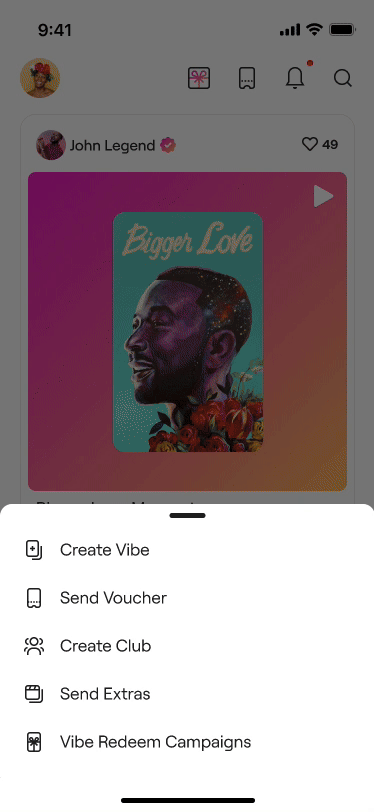 9:41
John Legend
49
Bigger Love
Create Vibe
Send Voucher
Create Club
Send Extras
Vibe Redeem Campaigns